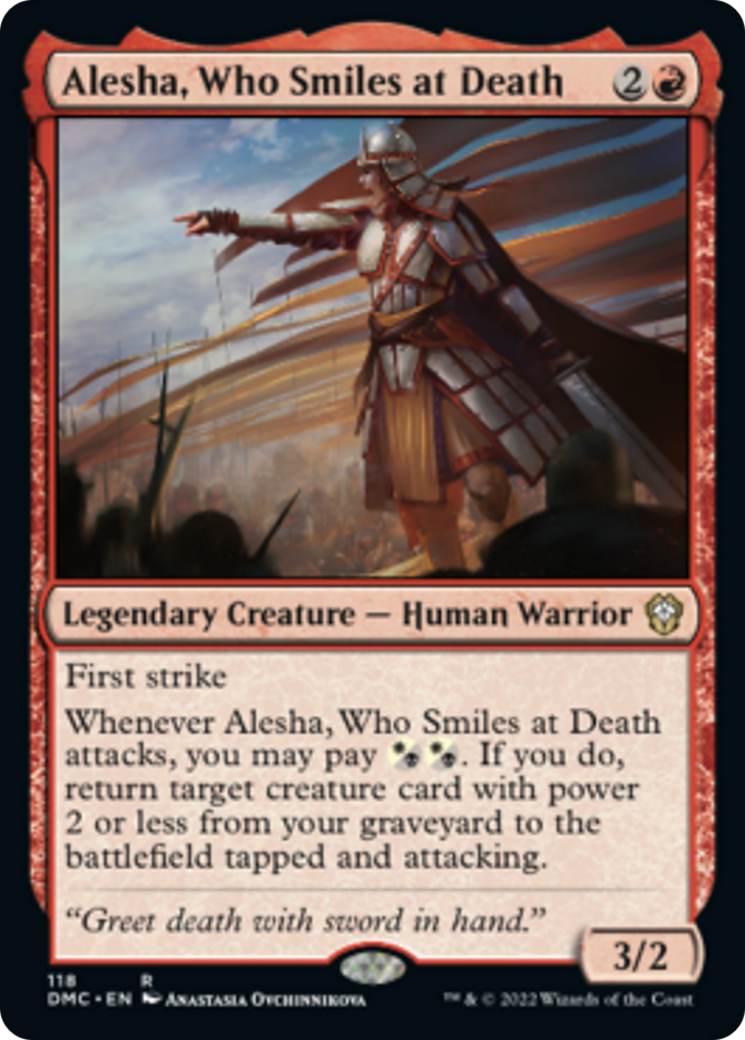 Alesha, Who Smiles at Death 2
Legendary Creature — Human Warrior
First strike
Whenever Alesha, Who Smiles at Death
attacks, you may pay . If you do,
return target creature card with power
2 or less from your graveyard to the
battlefield tapped and attacking.
“Greet death with sword in hand.”
3/2
118 R
DMC • EN Anastasia Ovchinnikova
™ & © 2022 Wizards of the Coast